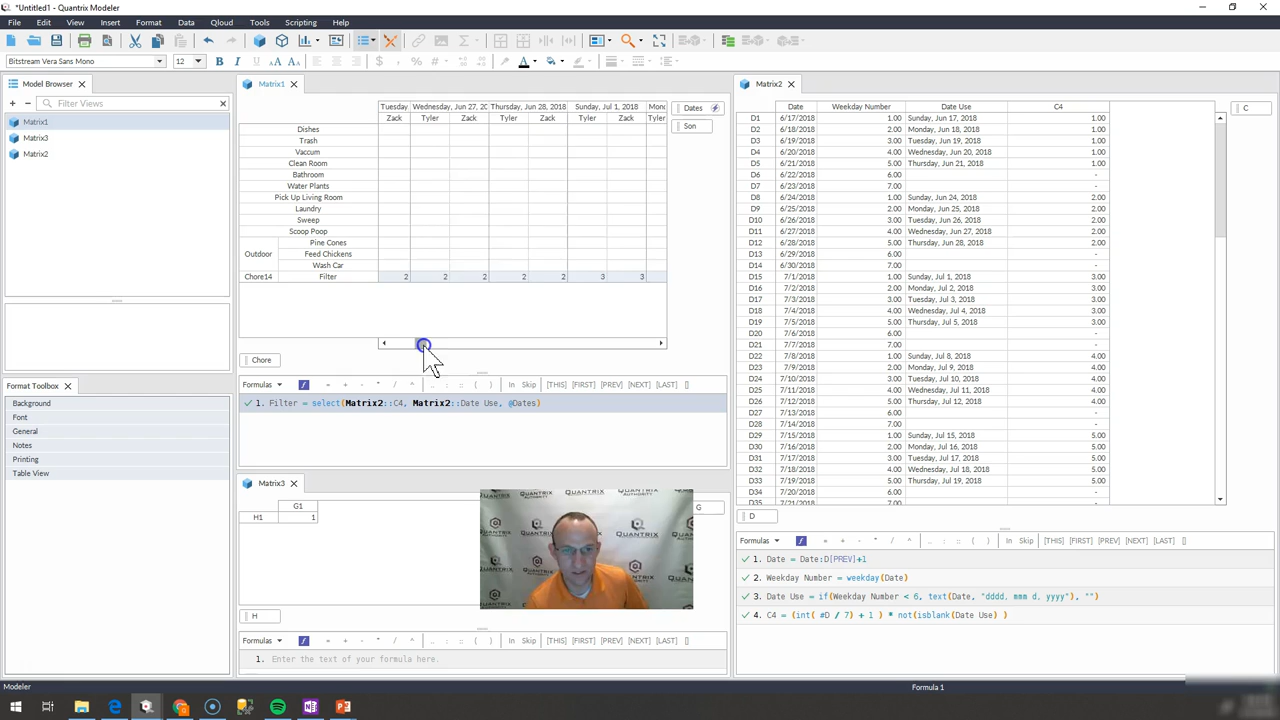 *Untitled1 - Quantrix Modeler
File Edit View Insert Format Data Qloud Tools Scripting Help
Bitstream Vera Sans Mono 12 B I U A A $ % # A
Model Browser
Filter Views
Matrix1
Matrix3
Matrix2
Format Toolbox
Background
Font
General
Notes
Printing
Table View
Matrix1
Tuesday Wednesday, Jun 27, 20 Thursday, Jun 28, 2018 Sunday, Jul 1, 2018 Mon
Zack Tyler Zack Tyler Zack Tyler Zack Tyler
Dishes
Trash
Vaccum
Clean Room
Bathroom
Water Plants
Pick Up Living Room
Laundry
Sweep
Scoop Poop
Outdoor
Pine Cones
Feed Chickens
Wash Car
Chore14 Filter 2 2 2 2 2 3 3
Dates
Son
Chore
Formulas f = + - * / ^ .. : :: ( ) In Skip [THIS] [FIRST] [PREV] [NEXT] [LAST] []
1. Filter = select(Matrix2::C4, Matrix2::Date Use, @Dates)
Matrix3
G1
H1 1
G
H
Formulas f = + - * / ^ .. : :: ( ) In Skip [THIS] [FIRST] [PREV] [NEXT] [LAST] []
1. Enter the text of your formula here.
Matrix2
Date Weekday Number Date Use C4
D1 6/17/2018 1.00 Sunday, Jun 17, 2018 1.00
D2 6/18/2018 2.00 Monday, Jun 18, 2018 1.00
D3 6/19/2018 3.00 Tuesday, Jun 19, 2018 1.00
D4 6/20/2018 4.00 Wednesday, Jun 20, 2018 1.00
D5 6/21/2018 5.00 Thursday, Jun 21, 2018 1.00
D6 6/22/2018 6.00 -
D7 6/23/2018 7.00 -
D8 6/24/2018 1.00 Sunday, Jun 24, 2018 2.00
D9 6/25/2018 2.00 Monday, Jun 25, 2018 2.00
D10 6/26/2018 3.00 Tuesday, Jun 26, 2018 2.00
D11 6/27/2018 4.00 Wednesday, Jun 27, 2018 2.00
D12 6/28/2018 5.00 Thursday, Jun 28, 2018 2.00
D13 6/29/2018 6.00 -
D14 6/30/2018 7.00 -
D15 7/1/2018 1.00 Sunday, Jul 1, 2018 3.00
D16 7/2/2018 2.00 Monday, Jul 2, 2018 3.00
D17 7/3/2018 3.00 Tuesday, Jul 3, 2018 3.00
D18 7/4/2018 4.00 Wednesday, Jul 4, 2018 3.00
D19 7/5/2018 5.00 Thursday, Jul 5, 2018 3.00
D20 7/6/2018 6.00 -
D21 7/7/2018 7.00 -
D22 7/8/2018 1.00 Sunday, Jul 8, 2018 4.00
D23 7/9/2018 2.00 Monday, Jul 9, 2018 4.00
D24 7/10/2018 3.00 Tuesday, Jul 10, 2018 4.00
D25 7/11/2018 4.00 Wednesday, Jul 11, 2018 4.00
D26 7/12/2018 5.00 Thursday, Jul 12, 2018 4.00
D27 7/13/2018 6.00 -
D28 7/14/2018 7.00 -
D29 7/15/2018 1.00 Sunday, Jul 15, 2018 5.00
D30 7/16/2018 2.00 Monday, Jul 16, 2018 5.00
D31 7/17/2018 3.00 Tuesday, Jul 17, 2018 5.00
D32 7/18/2018 4.00 Wednesday, Jul 18, 2018 5.00
D33 7/19/2018 5.00 Thursday, Jul 19, 2018 5.00
D34 7/20/2018 6.00 -
D35 7/21/2018 7.00 -
C
D
Formulas f = + - * / ^ .. : :: ( ) In Skip [THIS] [FIRST] [PREV] [NEXT] [LAST] []
1. Date = Date:D[PREV]+1
2. Weekday Number = weekday(Date)
3. Date Use = if(Weekday Number < 6, text(Date, "dddd, mmm d, yyyy"), "")
4. C4 = (int( #D / 7) + 1 ) * not(isblank(Date Use) )
QUANTRIX AUTHORITY
Modeler
Formula 1